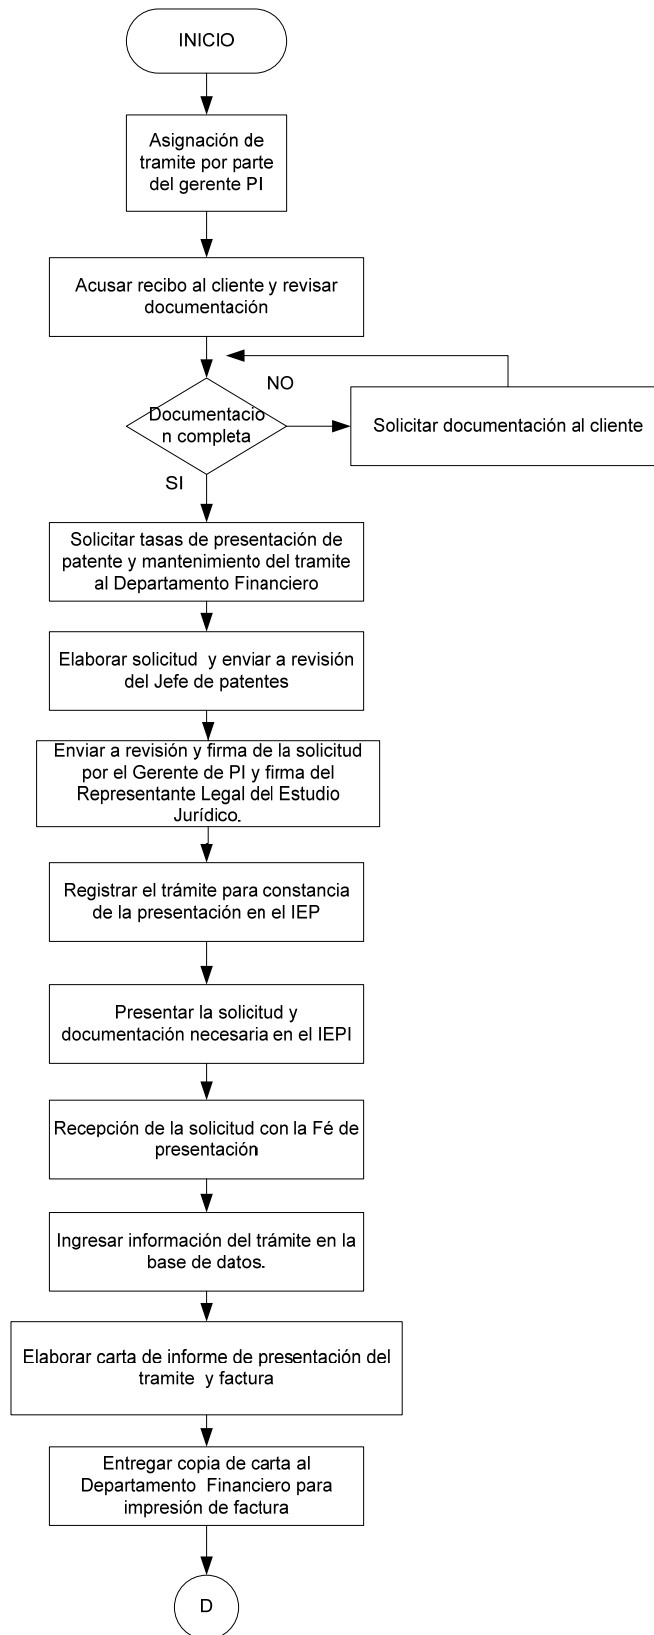 INICIO
Asignación de
tramite por parte
del gerente PI
Acusar recibo al cliente y revisar
documentación
NO
Documentacio
n completa
Solicitar documentación al cliente
SI
Solicitar tasas de presentación de
patente y mantenimiento del tramite
al Departamento Financiero
Elaborar solicitud y enviar a revisión
del Jefe de patentes
Enviar a revisión y firma de la solicitud
por el Gerente de PI y firma del
Representante Legal del Estudio
Jurídico.
Registrar el trámite para constancia
de la presentación en el IEP
Presentar la solicitud y
documentación necesaria en el IEPI
Recepción de la solicitud con la Fé de
presentación
Ingresar información del trámite en la
base de datos.
Elaborar carta de informe de presentación del
tramite y factura
Entregar copia de carta al
Departamento Financiero para
impresión de factura
D